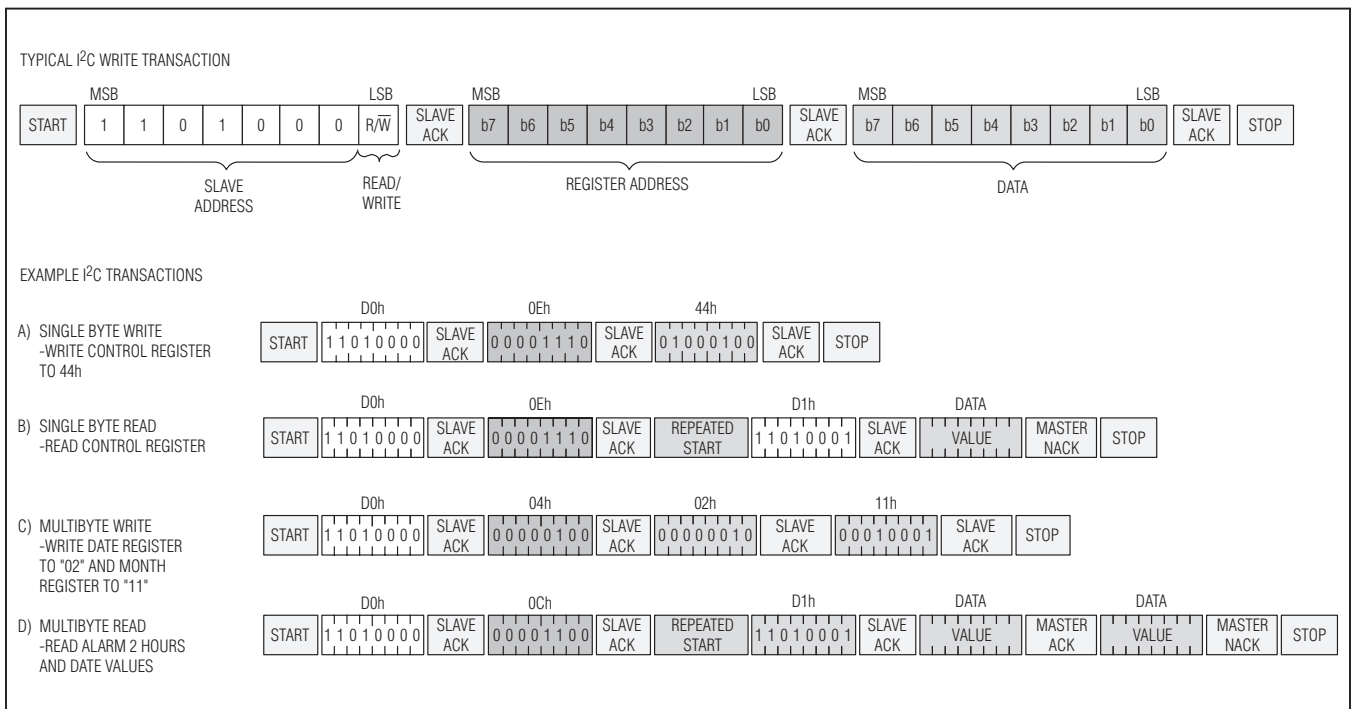 TYPICAL I2C WRITE TRANSACTION
MSB LSB MSB LSB MSB LSB
START 1 1 0 1 0 0 0 R/W̅ SLAVE ACK b7 b6 b5 b4 b3 b2 b1 b0 SLAVE ACK b7 b6 b5 b4 b3 b2 b1 b0 SLAVE ACK STOP
SLAVE ADDRESS READ/WRITE REGISTER ADDRESS DATA
EXAMPLE I2C TRANSACTIONS
D0h 0Eh 44h
A) SINGLE BYTE WRITE
-WRITE CONTROL REGISTER
TO 44h
START 11010000 SLAVE ACK 00001110 SLAVE ACK 01000100 SLAVE ACK STOP
D0h 0Eh D1h DATA
B) SINGLE BYTE READ
-READ CONTROL REGISTER
START 11010000 SLAVE ACK 00001110 SLAVE ACK REPEATED START 11010001 SLAVE ACK VALUE MASTER NACK STOP
D0h 04h 02h 11h
C) MULTIBYTE WRITE
-WRITE DATE REGISTER
TO "02" AND MONTH
REGISTER TO "11"
START 11010000 SLAVE ACK 00000100 SLAVE ACK 00000010 SLAVE ACK 00010001 SLAVE ACK STOP
D0h 0Ch D1h DATA DATA
D) MULTIBYTE READ
-READ ALARM 2 HOURS
AND DATE VALUES
START 11010000 SLAVE ACK 00001100 SLAVE ACK REPEATED START 11010001 SLAVE ACK VALUE MASTER ACK VALUE MASTER NACK STOP